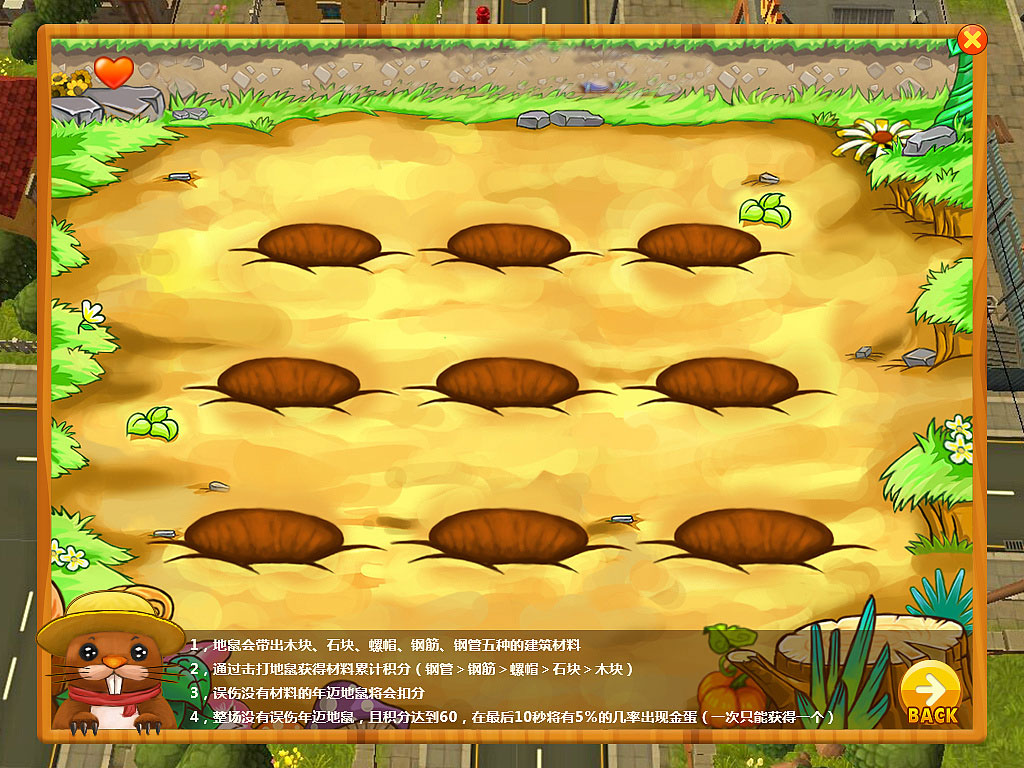 1，地鼠会带出木块、石块、螺帽、钢筋、钢管五种的建筑材料
2，通过击打地鼠获得材料累计积分（钢管＞钢筋＞螺帽＞石块＞木块）
3，误伤没有材料的年迈地鼠将会扣分
4，整场没有误伤年迈地鼠，且积分达到60，在最后10秒将有5%的几率出现金蛋（一次只能获得一个）
BACK